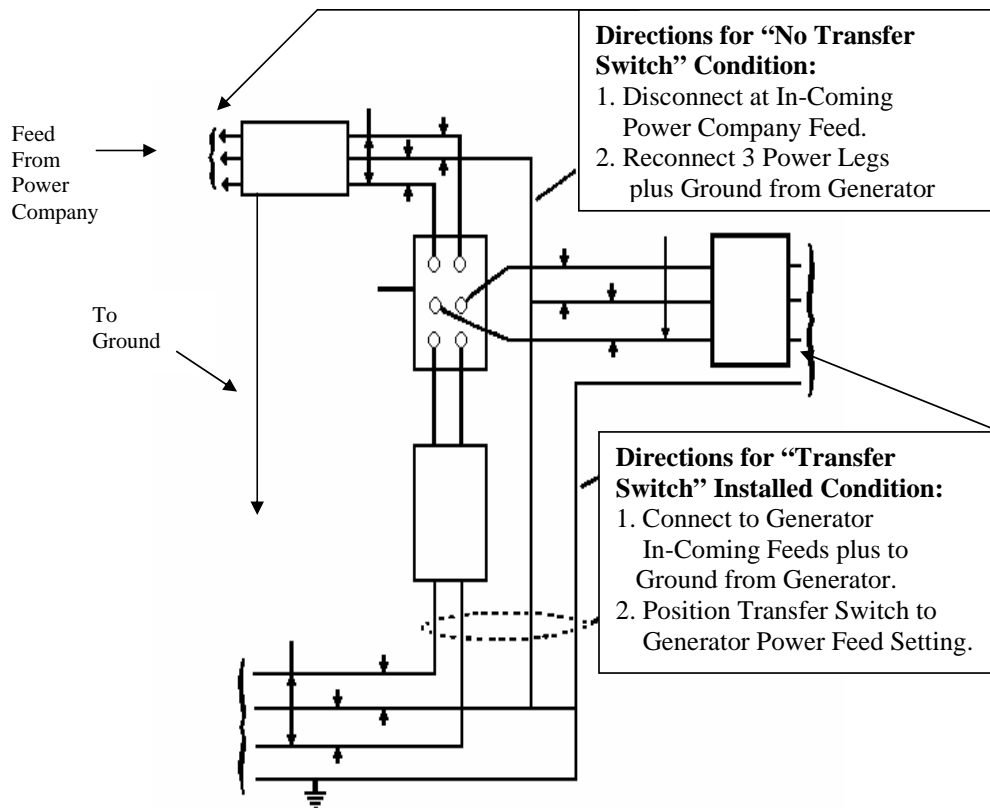 Directions for “No Transfer
Switch” Condition:
1. Disconnect at In-Coming
Power Company Feed.
2. Reconnect 3 Power Legs
plus Ground from Generator
Feed
From
Power
Company
To
Ground
Directions for “Transfer
Switch” Installed Condition:
1. Connect to Generator
In-Coming Feeds plus to
Ground from Generator.
2. Position Transfer Switch to
Generator Power Feed Setting.